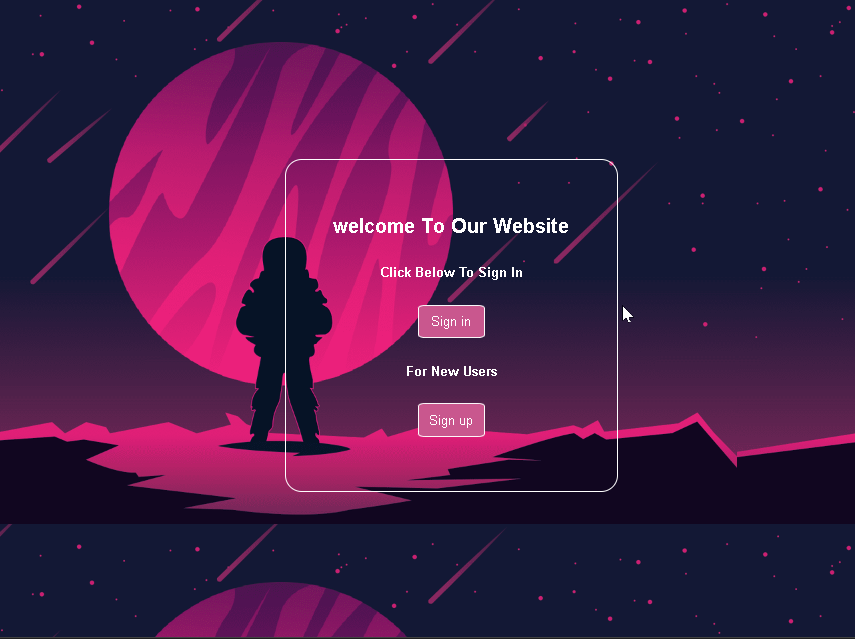 welcome To Our Website
Click Below To Sign In
Sign in
For New Users
Sign up